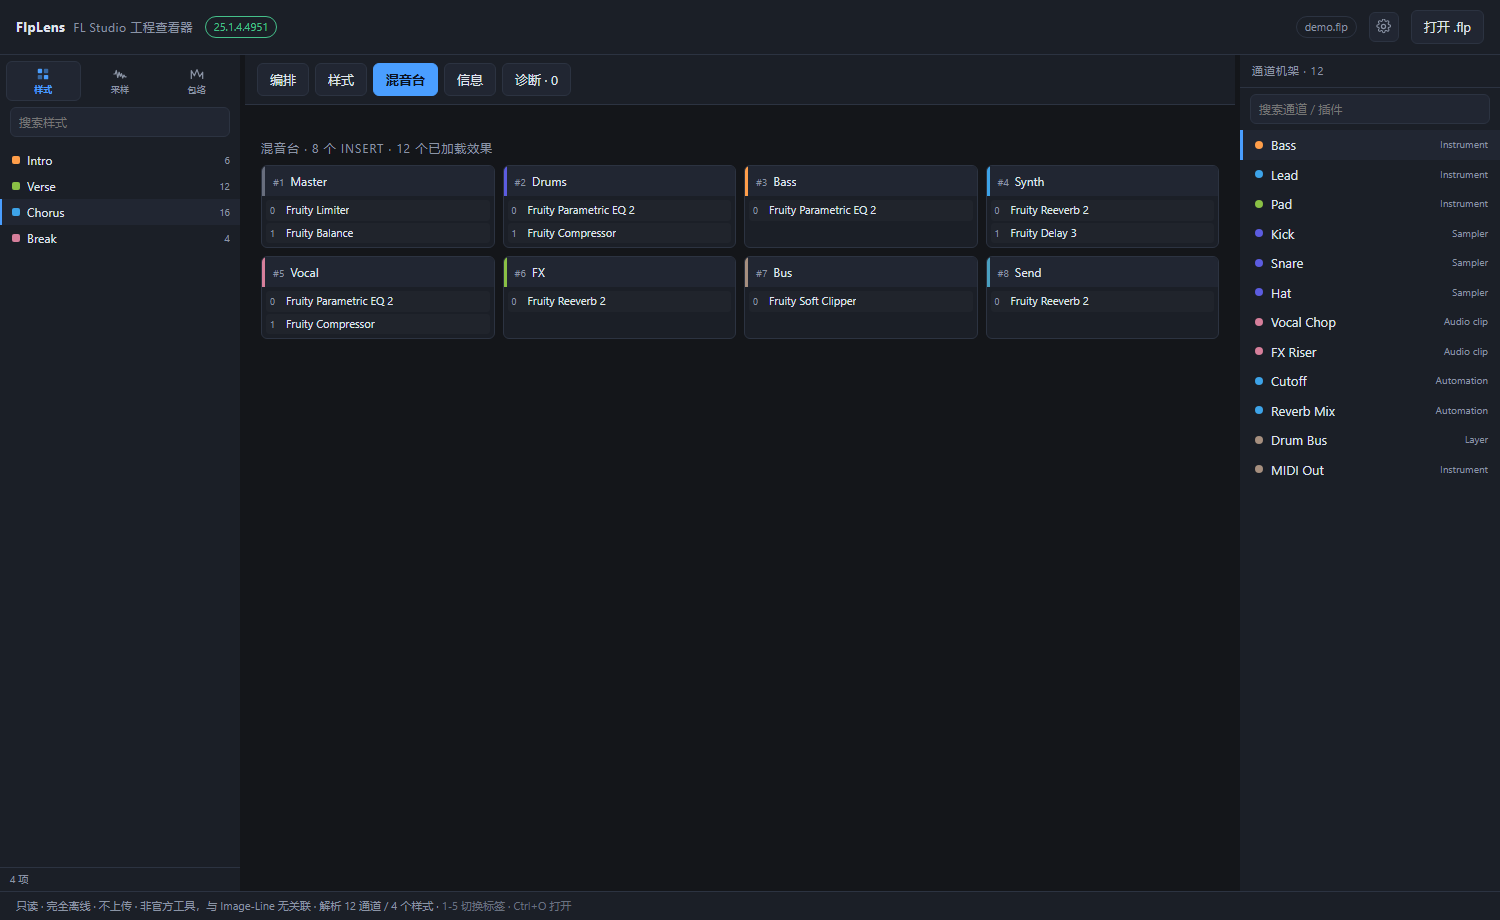 FlpLens FL Studio 工程查看器 25.1.4.4951 demo.flp 打开 .flp
样式 采样 包络
搜索样式
Intro 6
Verse 12
Chorus 16
Break 4
4 项
编排 样式 混音台 信息 诊断 · 0
混音台 · 8 个 INSERT · 12 个已加载效果
#1 Master
0 Fruity Limiter
1 Fruity Balance
#2 Drums
0 Fruity Parametric EQ 2
1 Fruity Compressor
#3 Bass
0 Fruity Parametric EQ 2
#4 Synth
0 Fruity Reeverb 2
1 Fruity Delay 3
#5 Vocal
0 Fruity Parametric EQ 2
1 Fruity Compressor
#6 FX
0 Fruity Reeverb 2
#7 Bus
0 Fruity Soft Clipper
#8 Send
0 Fruity Reeverb 2
通道机架 · 12
搜索通道 / 插件
Bass Instrument
Lead Instrument
Pad Instrument
Kick Sampler
Snare Sampler
Hat Sampler
Vocal Chop Audio clip
FX Riser Audio clip
Cutoff Automation
Reverb Mix Automation
Drum Bus Layer
MIDI Out Instrument
只读 · 完全离线 · 不上传 · 非官方工具，与 Image-Line 无关联 · 解析 12 通道 / 4 个样式 · 1-5 切换标签 · Ctrl+O 打开